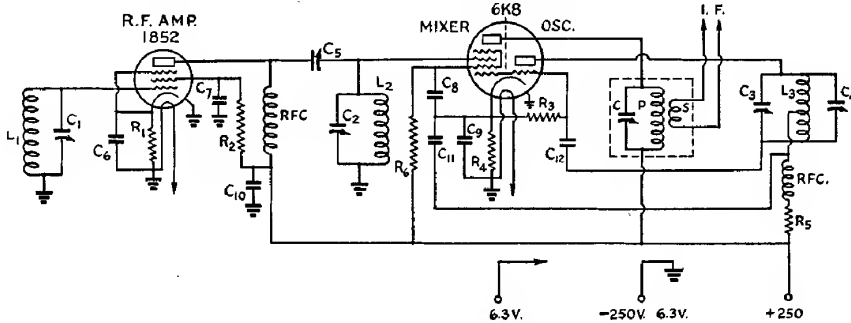 R.F. AMP.
1852
MIXER
6K8
OSC.
I. F.
L1
C1
C6
R1
C7
R2
C10
RFC
C5
C2
L2
R6
C8
C11
C9
R4
R3
C12
C
P
S
C3
L3
RFC.
R5
6.3V.
-250V. 6.3V.
+250